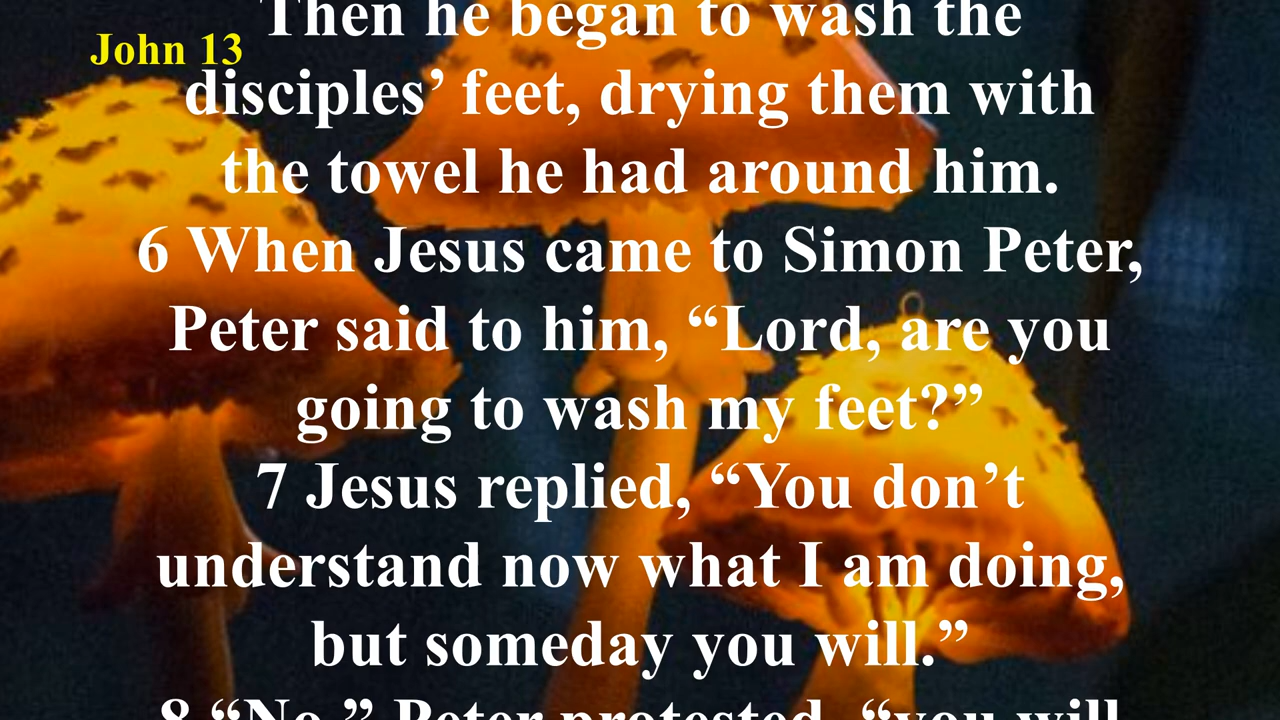 Then he began to wash the
John 13
disciples’ feet, drying them with
the towel he had around him.
6 When Jesus came to Simon Peter,
Peter said to him, “Lord, are you
going to wash my feet?”
7 Jesus replied, “You don’t
understand now what I am doing,
but someday you will.”
8 “No,” Peter protested, “you will